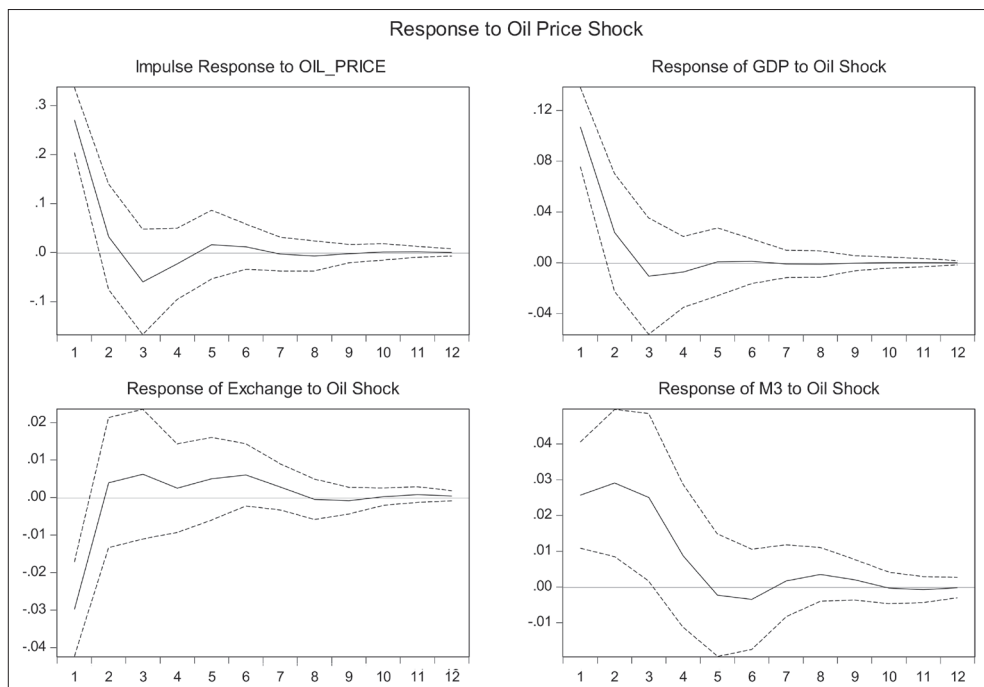 Response to Oil Price Shock
Impulse Response to OIL_PRICE
.3
.2
.1
.0
-.1
1 2 3 4 5 6 7 8 9 10 11 12
Response of GDP to Oil Shock
.12
.08
.04
.00
-.04
1 2 3 4 5 6 7 8 9 10 11 12
Response of Exchange to Oil Shock
.02
.01
.00
-.01
-.02
-.03
-.04
1 2 3 4 5 6 7 8 9 10 11 12
Response of M3 to Oil Shock
.04
.03
.02
.01
.00
-.01
1 2 3 4 5 6 7 8 9 10 11 12